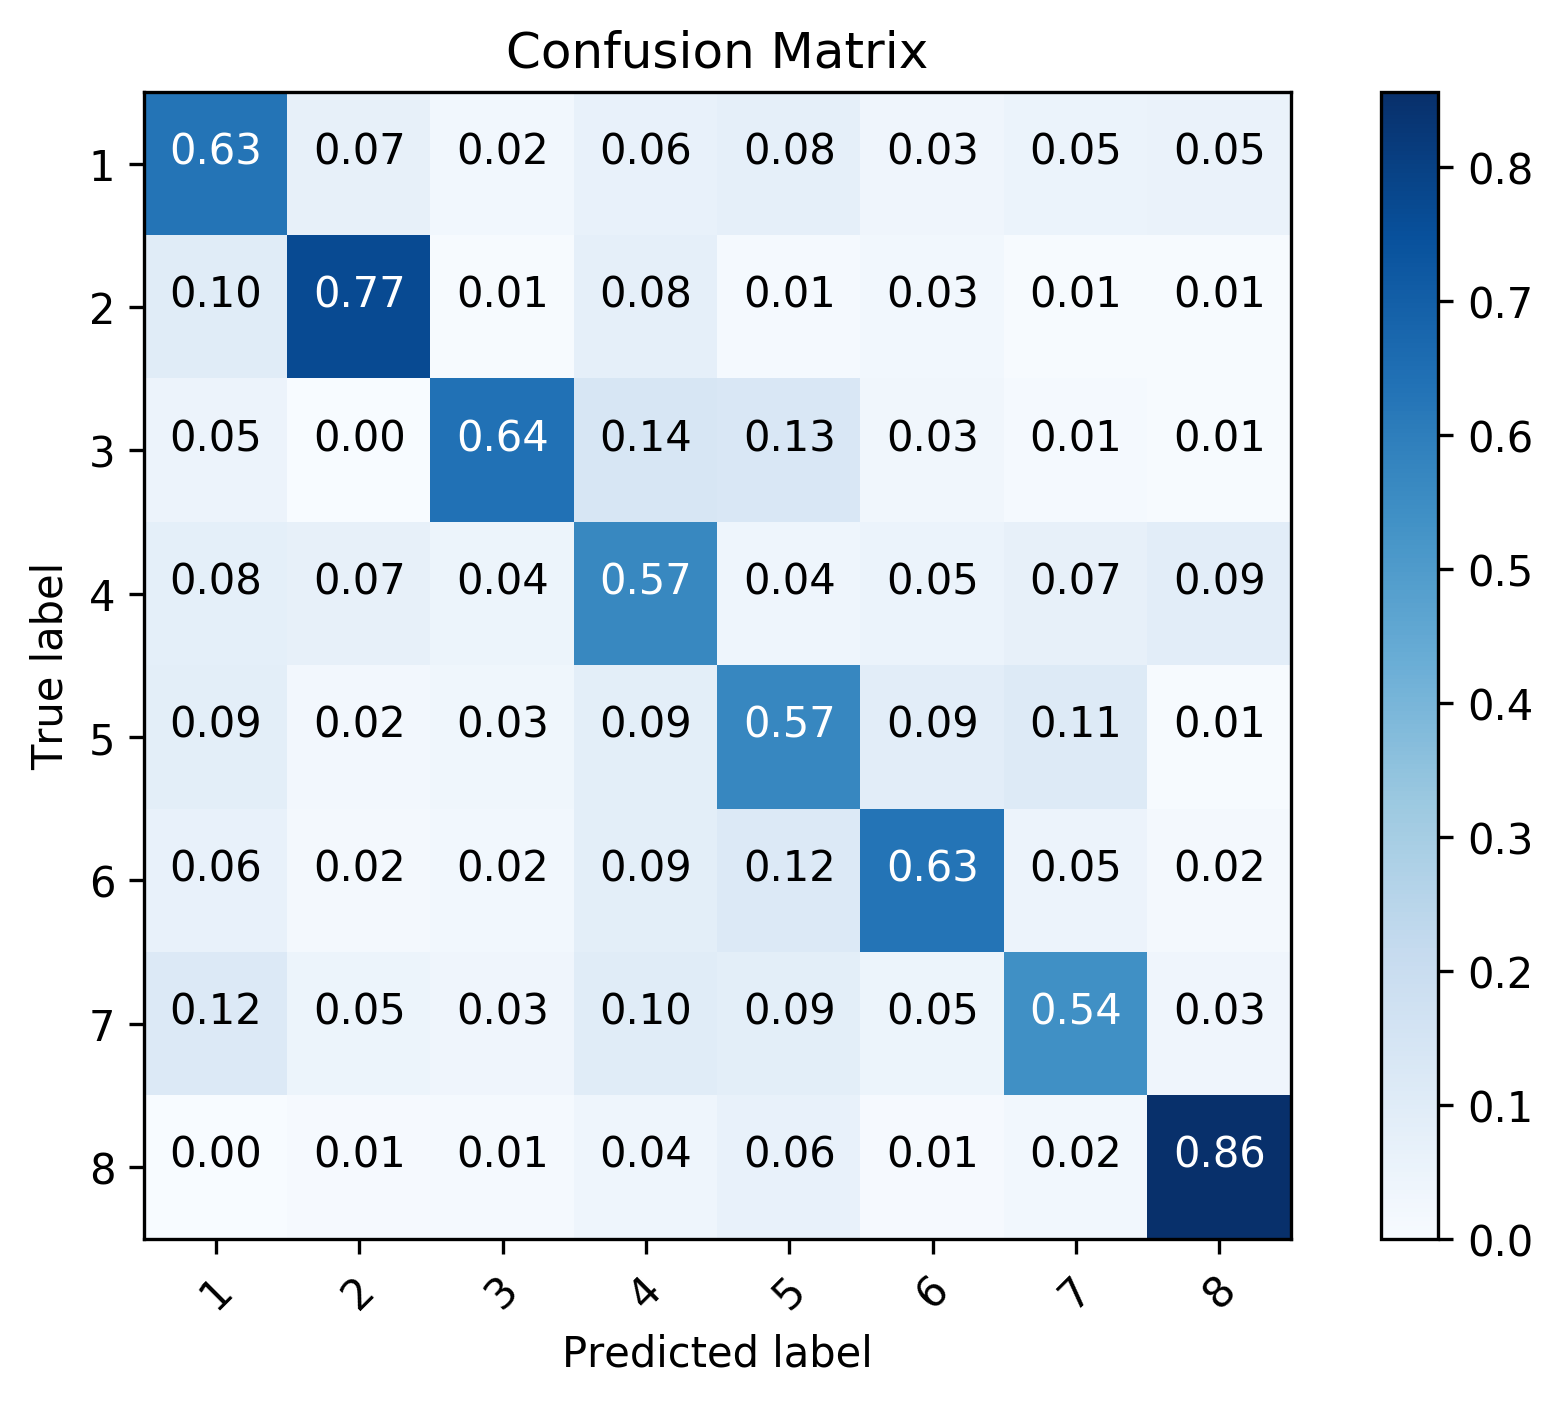 Confusion Matrix
1 0.63 0.07 0.02 0.06 0.08 0.03 0.05 0.05
2 0.10 0.77 0.01 0.08 0.01 0.03 0.01 0.01
3 0.05 0.00 0.64 0.14 0.13 0.03 0.01 0.01
4 0.08 0.07 0.04 0.57 0.04 0.05 0.07 0.09
5 0.09 0.02 0.03 0.09 0.57 0.09 0.11 0.01
6 0.06 0.02 0.02 0.09 0.12 0.63 0.05 0.02
7 0.12 0.05 0.03 0.10 0.09 0.05 0.54 0.03
8 0.00 0.01 0.01 0.04 0.06 0.01 0.02 0.86
1 2 3 4 5 6 7 8
Predicted label
True label
0.8
0.7
0.6
0.5
0.4
0.3
0.2
0.1
0.0